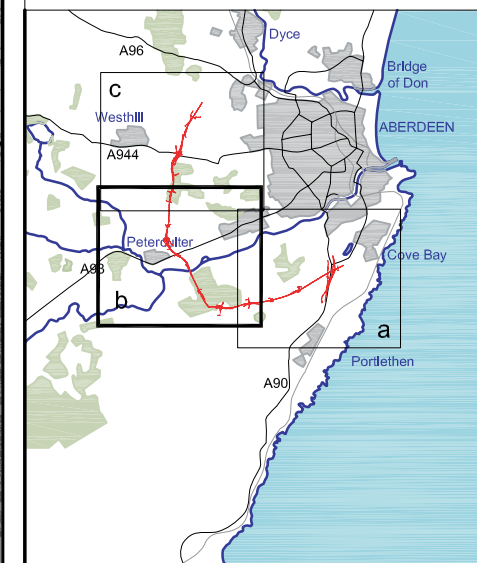 Dyce
A96
Bridge
of Don
c
Westhill
ABERDEEN
A944
Peterculter
Cove Bay
A93
b
a
Portlethen
A90